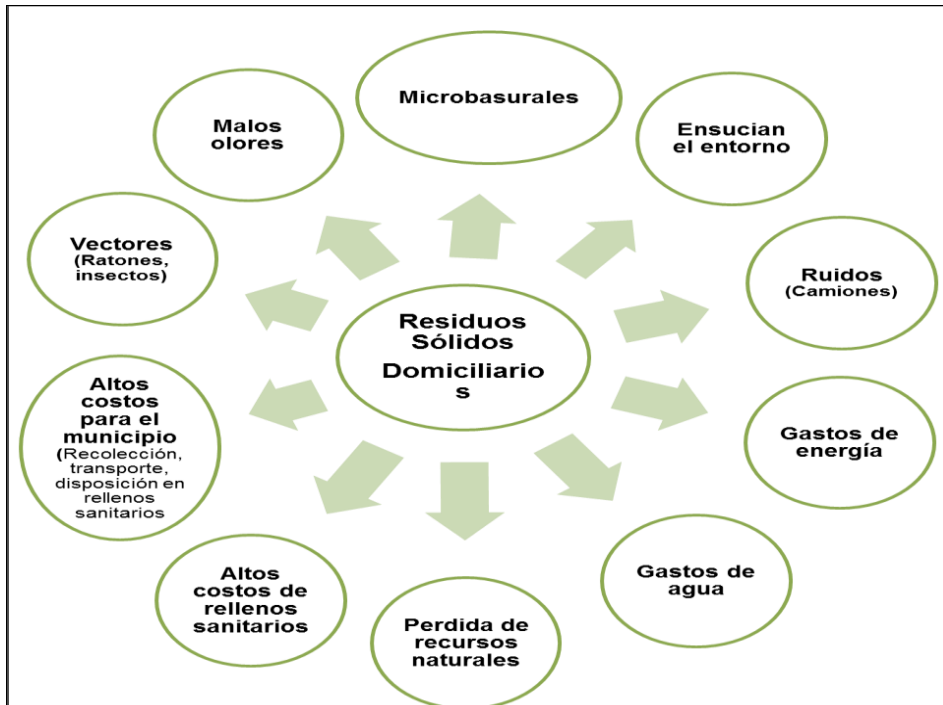 Microbasurales
Malos
olores
Ensucian
el entorno
Vectores
(Ratones,
insectos)
Ruidos
(Camiones)
Residuos
Sólidos
Domiciliario
s
Altos
costos
para el
municipio
(Recolección,
transporte,
disposición en
rellenos
sanitarios
Gastos de
energía
Altos
costos de
rellenos
sanitarios
Perdida de
recursos
naturales
Gastos de
agua